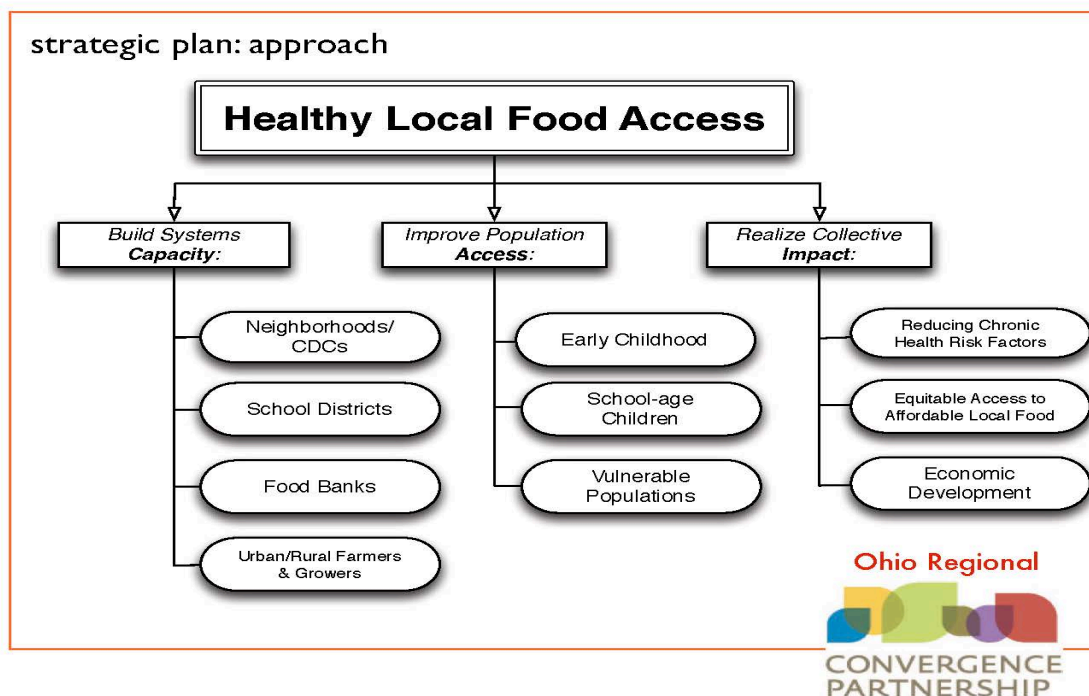 strategic plan: approach
Healthy Local Food Access
Build Systems
Capacity:
Neighborhoods/
CDCs
School Districts
Food Banks
Urban/Rural Farmers
& Growers
Improve Population
Access:
Early Childhood
School-age
Children
Vulnerable
Populations
Realize Collective
Impact:
Reducing Chronic
Health Risk Factors
Equitable Access to
Affordable Local Food
Economic
Development
Ohio Regional
CONVERGENCE
PARTNERSHIP